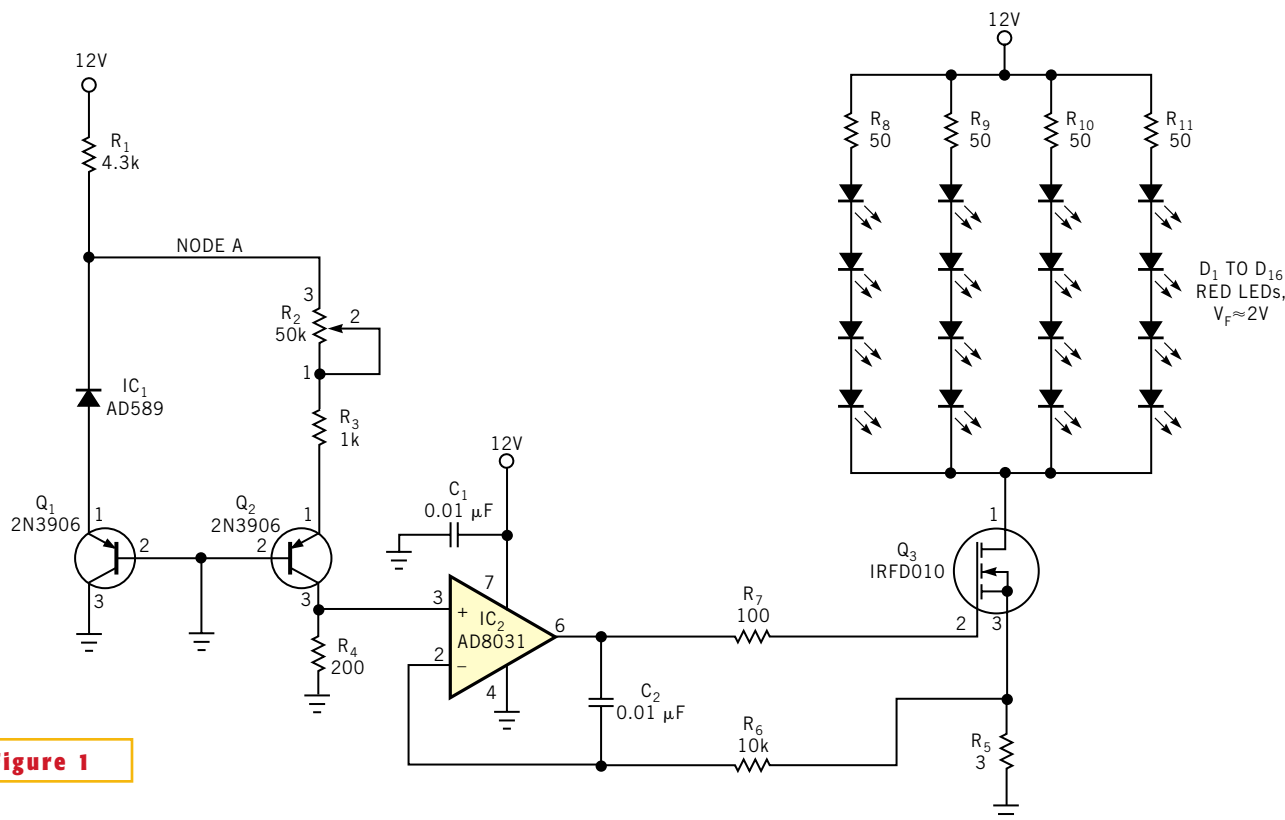 12V
R1
4.3k
NODE A
3
R2
50k
2
1
IC1
AD589
R3
1k
Q1
2N3906
1
2
3
Q2
2N3906
1
2
3
R4
200
12V
C1
0.01 μF
7
3
+
IC2
AD8031
2
–
4
6
C2
0.01 μF
R7
100
R6
10k
12V
R8
50
R9
50
R10
50
R11
50
D1 TO D16
RED LEDs,
VF≈2V
1
Q3
IRFD010
2
3
R5
3
igure 1